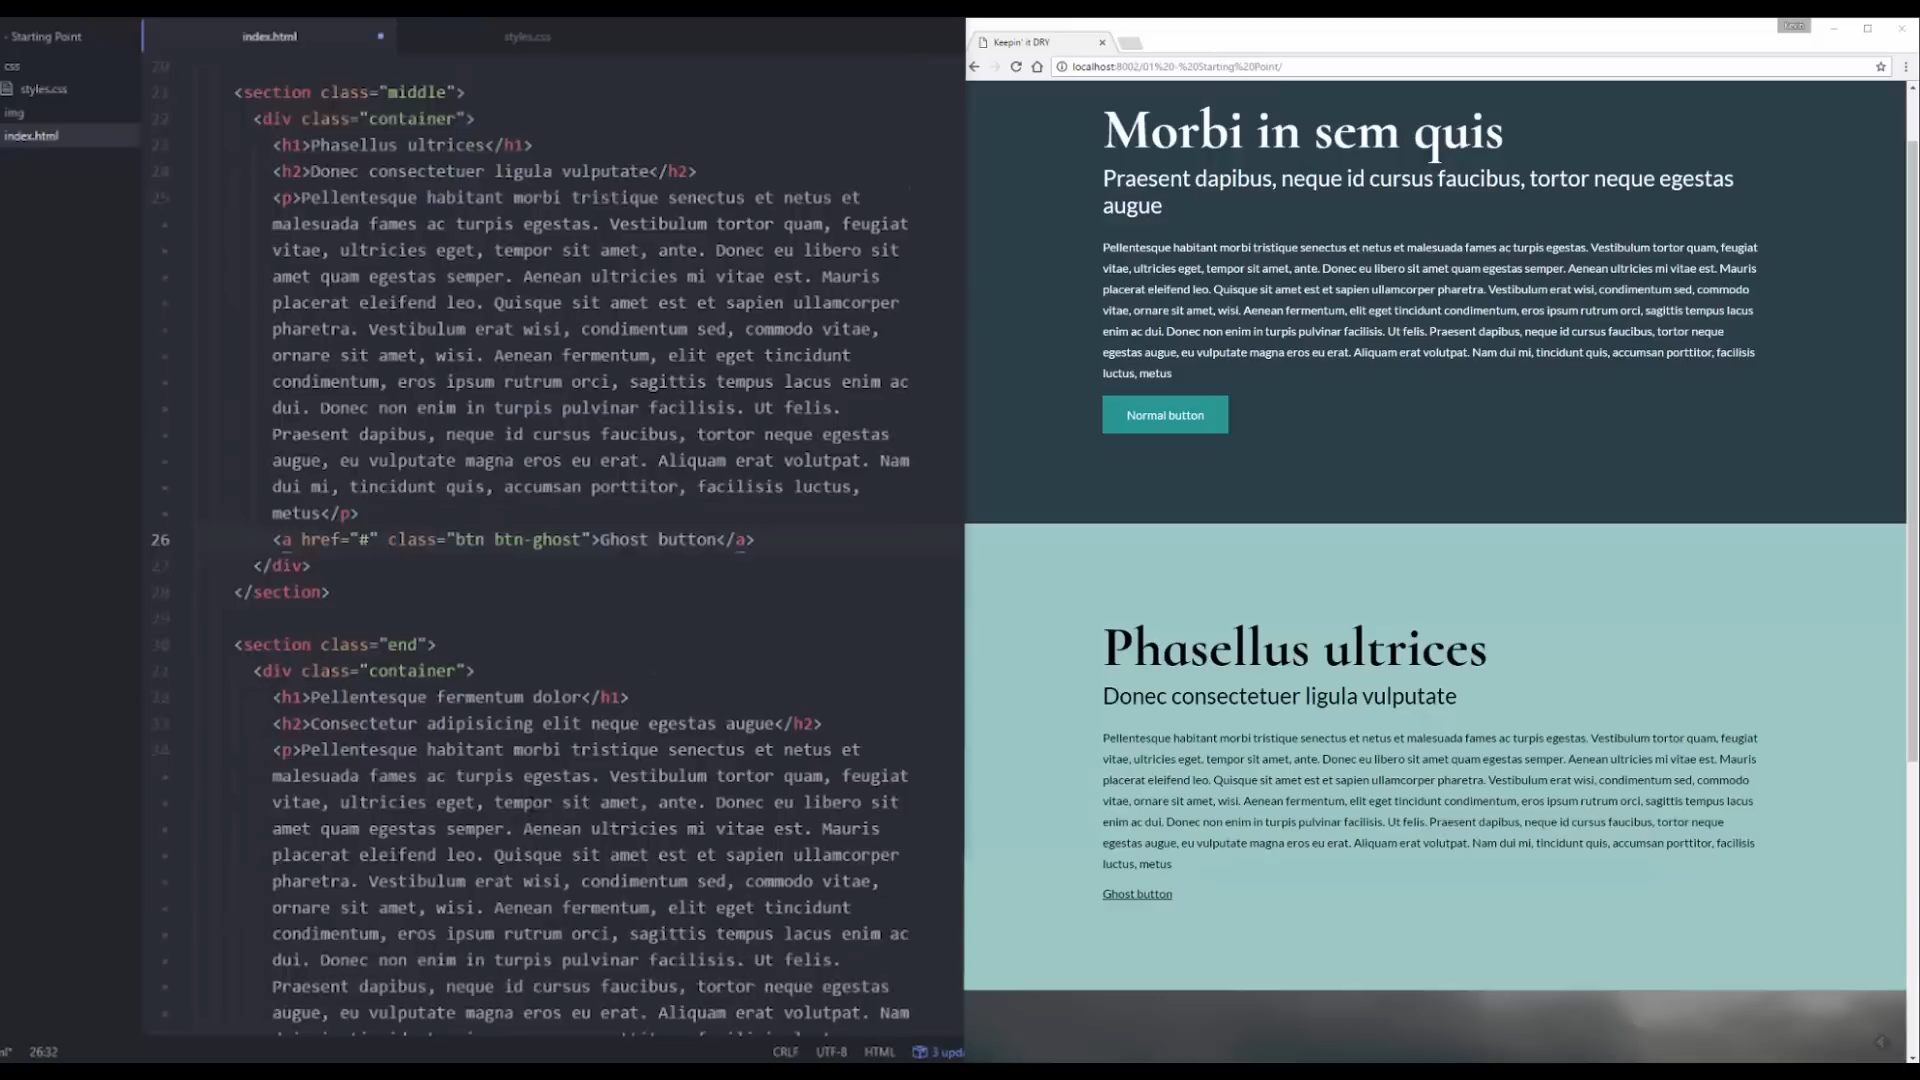 - Starting Point
css
styles.css
img
index.html
index.html
styles.css
20
21 <section class="middle">
22 <div class="container">
23 <h1>Phasellus ultrices</h1>
24 <h2>Donec consectetuer ligula vulputate</h2>
25 <p>Pellentesque habitant morbi tristique senectus et netus et
malesuada fames ac turpis egestas. Vestibulum tortor quam, feugiat
vitae, ultricies eget, tempor sit amet, ante. Donec eu libero sit
amet quam egestas semper. Aenean ultricies mi vitae est. Mauris
placerat eleifend leo. Quisque sit amet est et sapien ullamcorper
pharetra. Vestibulum erat wisi, condimentum sed, commodo vitae,
ornare sit amet, wisi. Aenean fermentum, elit eget tincidunt
condimentum, eros ipsum rutrum orci, sagittis tempus lacus enim ac
dui. Donec non enim in turpis pulvinar facilisis. Ut felis.
Praesent dapibus, neque id cursus faucibus, tortor neque egestas
augue, eu vulputate magna eros eu erat. Aliquam erat volutpat. Nam
dui mi, tincidunt quis, accumsan porttitor, facilisis luctus,
metus</p>
26 <a href="#" class="btn btn-ghost">Ghost button</a>
27 </div>
28 </section>
29
30 <section class="end">
31 <div class="container">
32 <h1>Pellentesque fermentum dolor</h1>
33 <h2>Consectetur adipisicing elit neque egestas augue</h2>
34 <p>Pellentesque habitant morbi tristique senectus et netus et
malesuada fames ac turpis egestas. Vestibulum tortor quam, feugiat
vitae, ultricies eget, tempor sit amet, ante. Donec eu libero sit
amet quam egestas semper. Aenean ultricies mi vitae est. Mauris
placerat eleifend leo. Quisque sit amet est et sapien ullamcorper
pharetra. Vestibulum erat wisi, condimentum sed, commodo vitae,
ornare sit amet, wisi. Aenean fermentum, elit eget tincidunt
condimentum, eros ipsum rutrum orci, sagittis tempus lacus enim ac
dui. Donec non enim in turpis pulvinar facilisis. Ut felis.
Praesent dapibus, neque id cursus faucibus, tortor neque egestas
augue, eu vulputate magna eros eu erat. Aliquam erat volutpat. Nam
26:32
CRLF UTF-8 HTML 3 upda
Kevin
Keepin' it DRY
localhost:8002/01%20-%20Starting%20Point/
Morbi in sem quis
Praesent dapibus, neque id cursus faucibus, tortor neque egestas
augue
Pellentesque habitant morbi tristique senectus et netus et malesuada fames ac turpis egestas. Vestibulum tortor quam, feugiat
vitae, ultricies eget, tempor sit amet, ante. Donec eu libero sit amet quam egestas semper. Aenean ultricies mi vitae est. Mauris
placerat eleifend leo. Quisque sit amet est et sapien ullamcorper pharetra. Vestibulum erat wisi, condimentum sed, commodo
vitae, ornare sit amet, wisi. Aenean fermentum, elit eget tincidunt condimentum, eros ipsum rutrum orci, sagittis tempus lacus
enim ac dui. Donec non enim in turpis pulvinar facilisis. Ut felis. Praesent dapibus, neque id cursus faucibus, tortor neque
egestas augue, eu vulputate magna eros eu erat. Aliquam erat volutpat. Nam dui mi, tincidunt quis, accumsan porttitor, facilisis
luctus, metus
Normal button
Phasellus ultrices
Donec consectetuer ligula vulputate
Pellentesque habitant morbi tristique senectus et netus et malesuada fames ac turpis egestas. Vestibulum tortor quam, feugiat
vitae, ultricies eget, tempor sit amet, ante. Donec eu libero sit amet quam egestas semper. Aenean ultricies mi vitae est. Mauris
placerat eleifend leo. Quisque sit amet est et sapien ullamcorper pharetra. Vestibulum erat wisi, condimentum sed, commodo
vitae, ornare sit amet, wisi. Aenean fermentum, elit eget tincidunt condimentum, eros ipsum rutrum orci, sagittis tempus lacus
enim ac dui. Donec non enim in turpis pulvinar facilisis. Ut felis. Praesent dapibus, neque id cursus faucibus, tortor neque
egestas augue, eu vulputate magna eros eu erat. Aliquam erat volutpat. Nam dui mi, tincidunt quis, accumsan porttitor, facilisis
luctus, metus
Ghost button